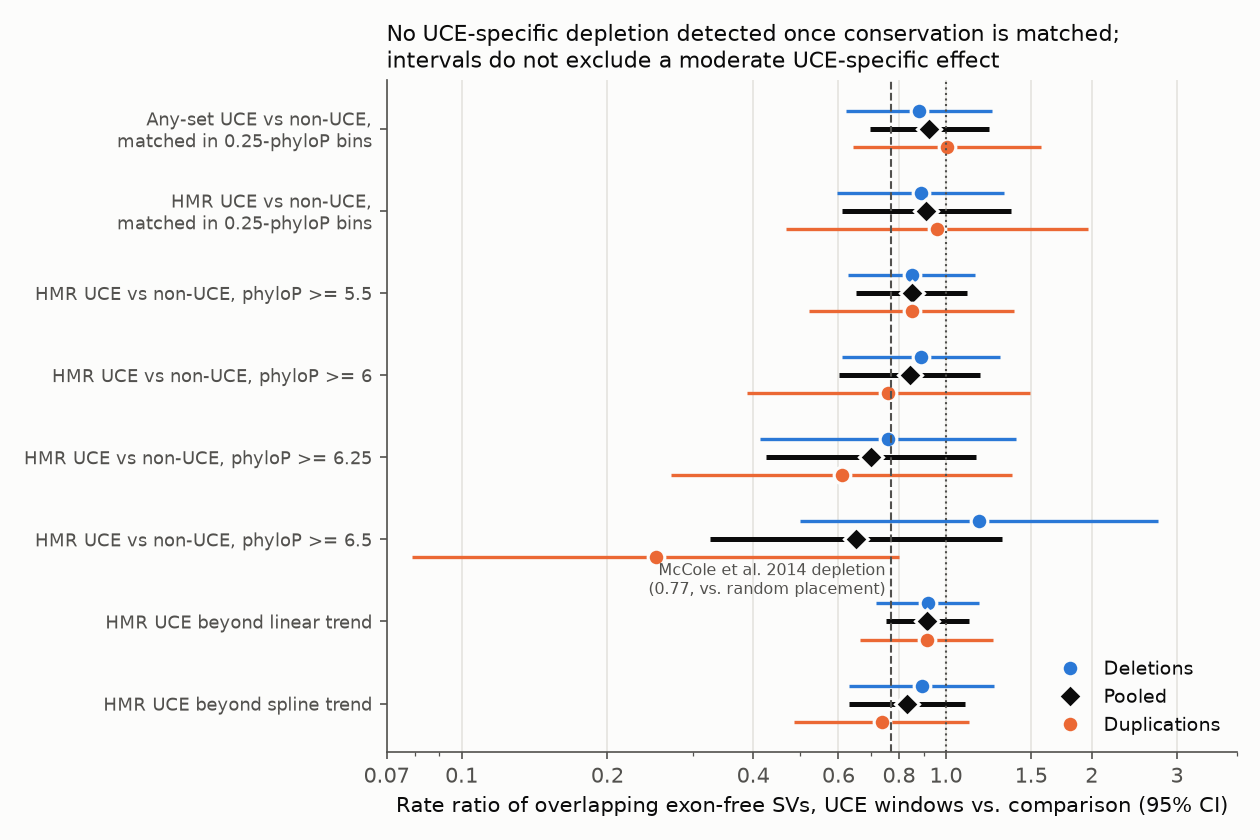 No UCE-specific depletion detected once conservation is matched;
intervals do not exclude a moderate UCE-specific effect
Any-set UCE vs non-UCE,
matched in 0.25-phyloP bins
HMR UCE vs non-UCE,
matched in 0.25-phyloP bins
HMR UCE vs non-UCE, phyloP >= 5.5
HMR UCE vs non-UCE, phyloP >= 6
HMR UCE vs non-UCE, phyloP >= 6.25
HMR UCE vs non-UCE, phyloP >= 6.5
McCole et al. 2014 depletion
(0.77, vs. random placement)
HMR UCE beyond linear trend
HMR UCE beyond spline trend
Deletions
Pooled
Duplications
0.07 0.1 0.2 0.4 0.6 0.8 1.0 1.5 2 3
Rate ratio of overlapping exon-free SVs, UCE windows vs. comparison (95% CI)